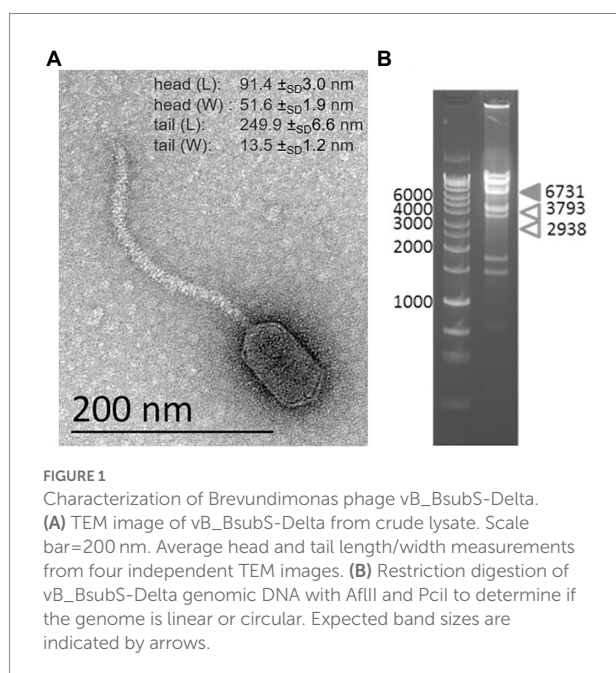 A
head (L): 91.4 ±SD3.0 nm
head (W) : 51.6 ±SD1.9 nm
tail (L): 249.9 ±SD6.6 nm
tail (W): 13.5 ±SD1.2 nm
200 nm
B
6000
4000
3000
2000
1000
6731
3793
2938
FIGURE 1
Characterization of Brevundimonas phage vB_BsubS-Delta.
(A) TEM image of vB_BsubS-Delta from crude lysate. Scale
bar=200 nm. Average head and tail length/width measurements
from four independent TEM images. (B) Restriction digestion of
vB_BsubS-Delta genomic DNA with AflII and PciI to determine if
the genome is linear or circular. Expected band sizes are
indicated by arrows.